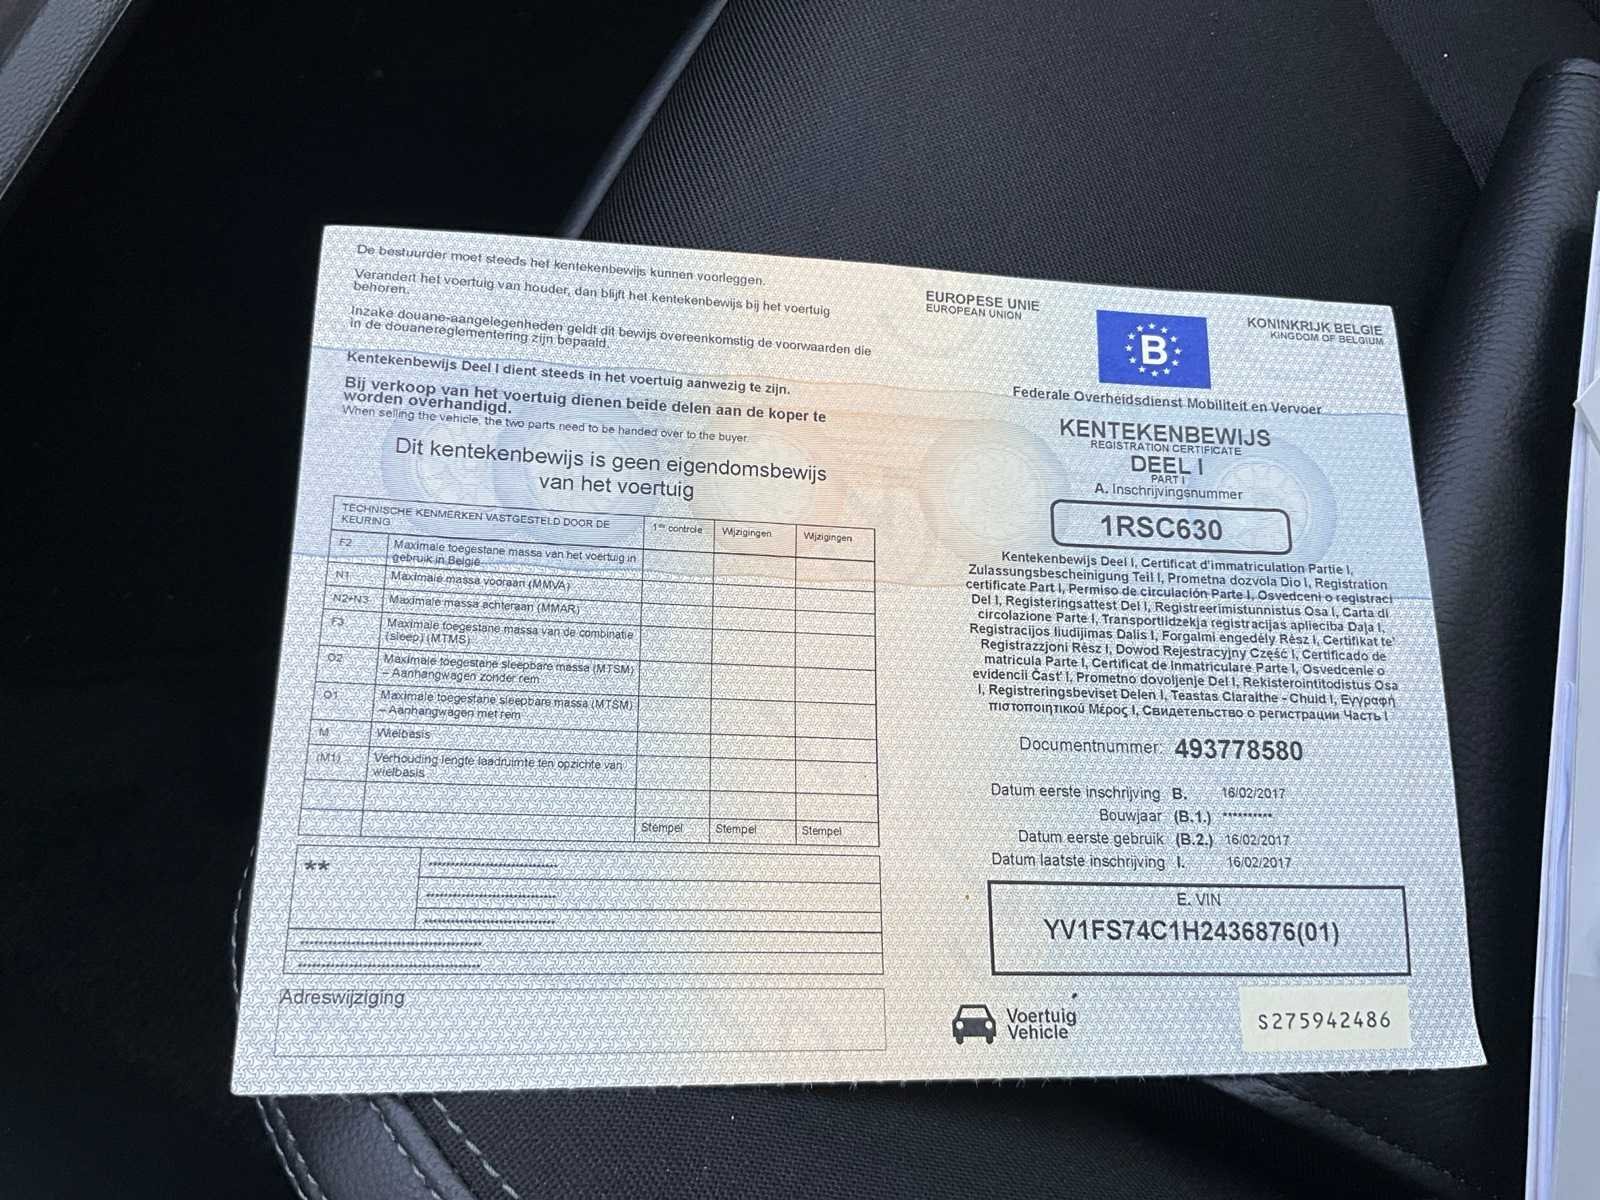 De bestuurder moet steeds het kentekenbewijs kunnen voorleggen.
Verandert het voertuig van houder, dan blijft het kentekenbewijs bij het voertuig
behoren.
Inzake douane-aangelegenheden geldt dit bewijs overeenkomstig de voorwaarden die
in de douanereglementering zijn bepaald.
Kentekenbewijs Deel I dient steeds in het voertuig aanwezig te zijn.
Bij verkoop van het voertuig dienen beide delen aan de koper te
worden overhandigd.
When selling the vehicle, the two parts need to be handed over to the buyer.
Dit kentekenbewijs is geen eigendomsbewijs
van het voertuig
TECHNISCHE KENMERKEN VASTGESTELD DOOR DE
KEURING
1ste controle
Wijzigingen
Wijzigingen
F2 Maximale toegestane massa van het voertuig in
gebruik in België
N1 Maximale massa vooraan (MMVA)
N2+N3 Maximale massa achteraan (MMAR)
F3 Maximale toegestane massa van de combinatie
(sleep) (MTMS)
O2 Maximale toegestane sleepbare massa (MTSM)
– Aanhangwagen zonder rem
O1 Maximale toegestane sleepbare massa (MTSM)
– Aanhangwagen met rem
M Wielbasis
(M1) Verhouding lengte laadruimte ten opzichte van
wielbasis
Stempel Stempel Stempel
**
Adreswijziging
EUROPESE UNIE
EUROPEAN UNION
B
KONINKRIJK BELGIE
KINGDOM OF BELGIUM
Federale Overheidsdienst Mobiliteit en Vervoer
KENTEKENBEWIJS
REGISTRATION CERTIFICATE
DEEL I
PART I
A. Inschrijvingsnummer
1RSC630
Kentekenbewijs Deel I, Certificat d'immatriculation Partie I,
Zulassungsbescheinigung Teil I, Prometna dozvola Dio I, Registration
certificate Part I, Permiso de circulación Parte I, Osvedceni o registraci
Del I, Registeringsattest Del I, Registreerimistunnistus Osa I, Carta di
circolazione Parte I, Transportlidzekja registracijas aplieciba Daļa I,
Registracijos liudijimas Dalis I, Forgalmi engedély Rész I, Certifikat te'
Registrazzjoni Rész I, Dowod Rejestracyjny Część I, Certificado de
matricula Parte I, Certificat de Inmatriculare Parte I, Osvedcenie o
evidencii Čast' I, Prometno dovoljenje Del I, Rekisterointitodistus Osa
I, Registreringsbeviset Delen I, Teastas Claraithe - Chuid I, Εγγραφή
πιστοποιητικού Μέρος I, Свидетельство о регистрации Часть I
Documentnummer: 493778580
Datum eerste inschrijving B. 16/02/2017
Bouwjaar (B.1.) **********
Datum eerste gebruik (B.2.) 16/02/2017
Datum laatste inschrijving I. 16/02/2017
E. VIN
YV1FS74C1H2436876(01)
Voertuig
Vehicle
S275942486